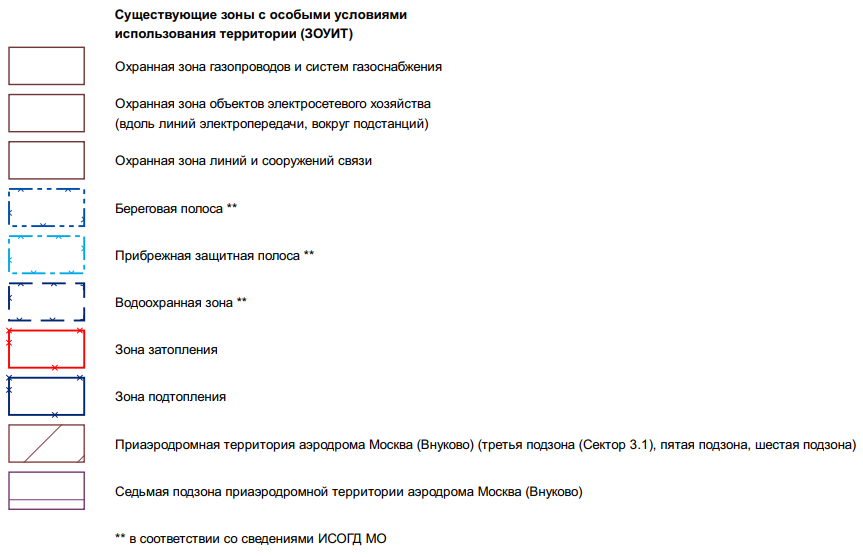 Существующие зоны с особыми условиями
использования территории (ЗОУИТ)
Охранная зона газопроводов и систем газоснабжения
Охранная зона объектов электросетевого хозяйства
(вдоль линий электропередачи, вокруг подстанций)
Охранная зона линий и сооружений связи
Береговая полоса **
Прибрежная защитная полоса **
Водоохранная зона **
Зона затопления
Зона подтопления
Приаэродромная территория аэродрома Москва (Внуково) (третья подзона (Сектор 3.1), пятая подзона, шестая подзона)
Седьмая подзона приаэродромной территории аэродрома Москва (Внуково)
** в соответствии со сведениями ИСОГД МО